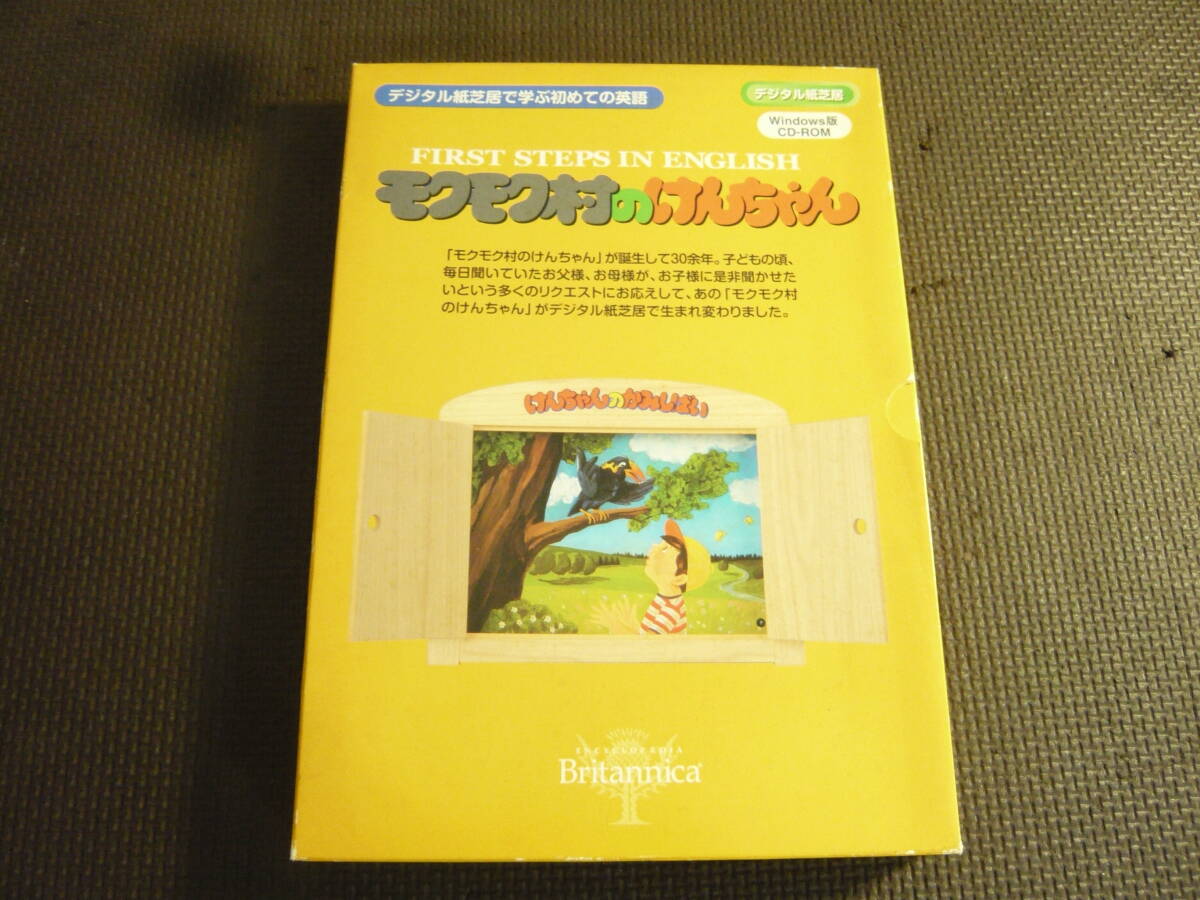 デジタル紙芝居で学ぶ初めての英語
デジタル紙芝居
Windows版
CD-ROM
FIRST STEPS IN ENGLISH
モクモク村のけんちゃん
「モクモク村のけんちゃん」が誕生して30余年。子どもの頃、
毎日聞いていたお父様、お母様が、お子様に是非聞かせた
いという多くのリクエストにお応えして、あの「モクモク村
のけんちゃん」がデジタル紙芝居で生まれ変わりました。
けんちゃんのかみしばい
ENCYCLOPÆDIA
Britannica